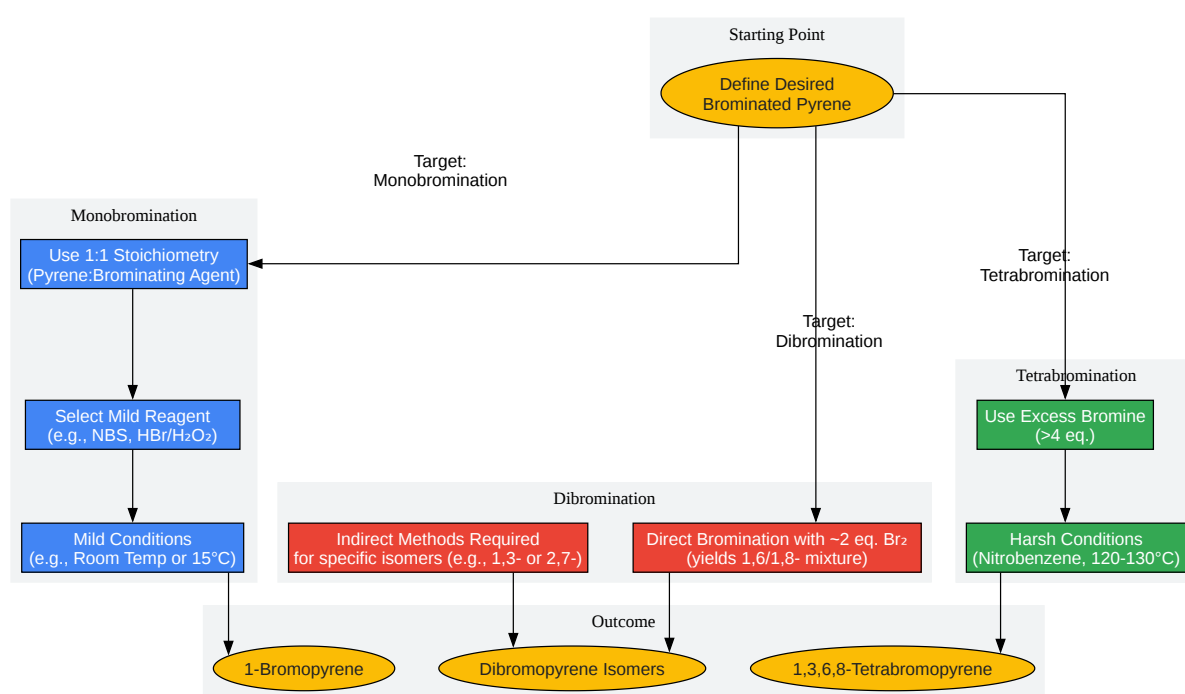 Starting Point
Define Desired
Brominated Pyrene
Target:
Monobromination
Target:
Tetrabromination
Target:
Dibromination
Monobromination
Use 1:1 Stoichiometry
(Pyrene:Brominating Agent)
Select Mild Reagent
(e.g., NBS, HBr/H₂O₂)
Mild Conditions
(e.g., Room Temp or 15°C)
Dibromination
Indirect Methods Required
for specific isomers (e.g., 1,3- or 2,7-)
Direct Bromination with ~2 eq. Br₂
(yields 1,6/1,8- mixture)
Tetrabromination
Use Excess Bromine
(>4 eq.)
Harsh Conditions
(Nitrobenzene, 120-130°C)
Outcome
1-Bromopyrene
Dibromopyrene Isomers
1,3,6,8-Tetrabromopyrene